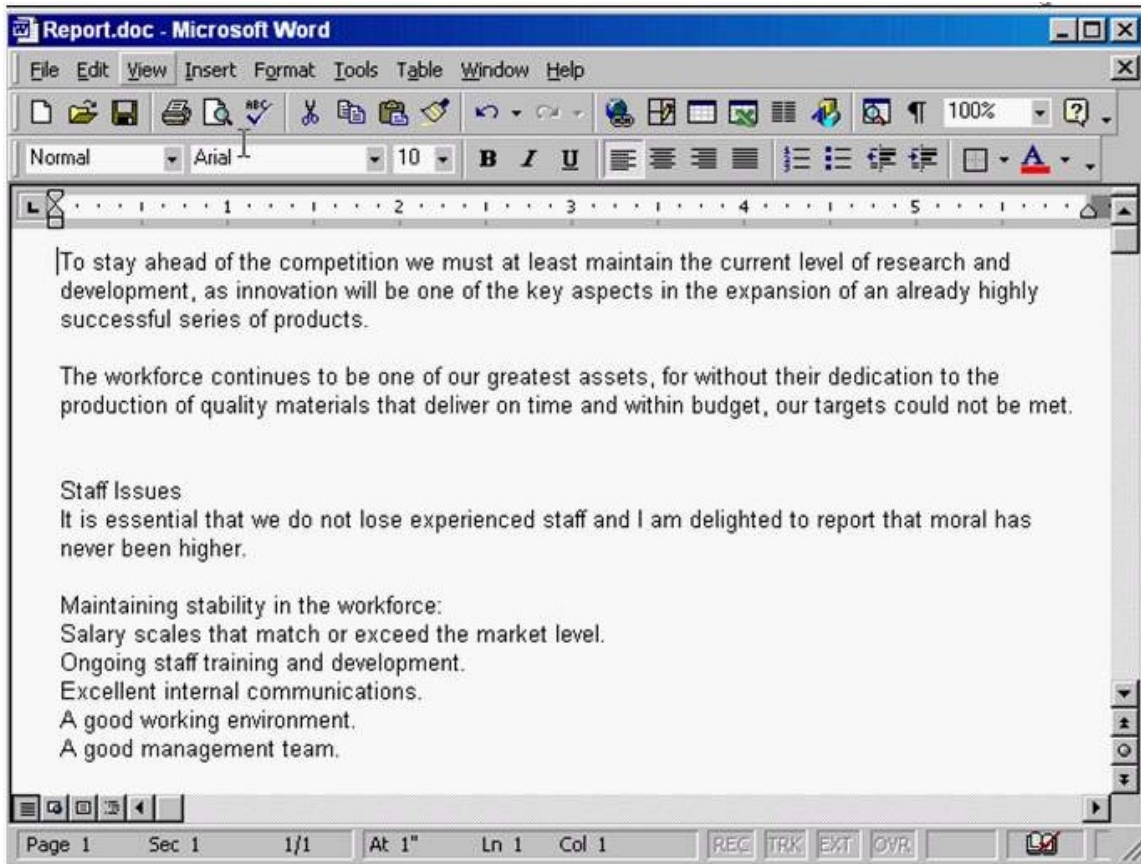 Report.doc - Microsoft Word
File Edit View Insert Format Tools Table Window Help
ABC 100%
Normal Arial 10 B I U A
1 2 3 4 5
To stay ahead of the competition we must at least maintain the current level of research and
development, as innovation will be one of the key aspects in the expansion of an already highly
successful series of products.
The workforce continues to be one of our greatest assets, for without their dedication to the
production of quality materials that deliver on time and within budget, our targets could not be met.
Staff Issues
It is essential that we do not lose experienced staff and I am delighted to report that moral has
never been higher.
Maintaining stability in the workforce:
Salary scales that match or exceed the market level.
Ongoing staff training and development.
Excellent internal communications.
A good working environment.
A good management team.
Page 1 Sec 1 1/1 At 1" Ln 1 Col 1 REC TRK EXT OVR